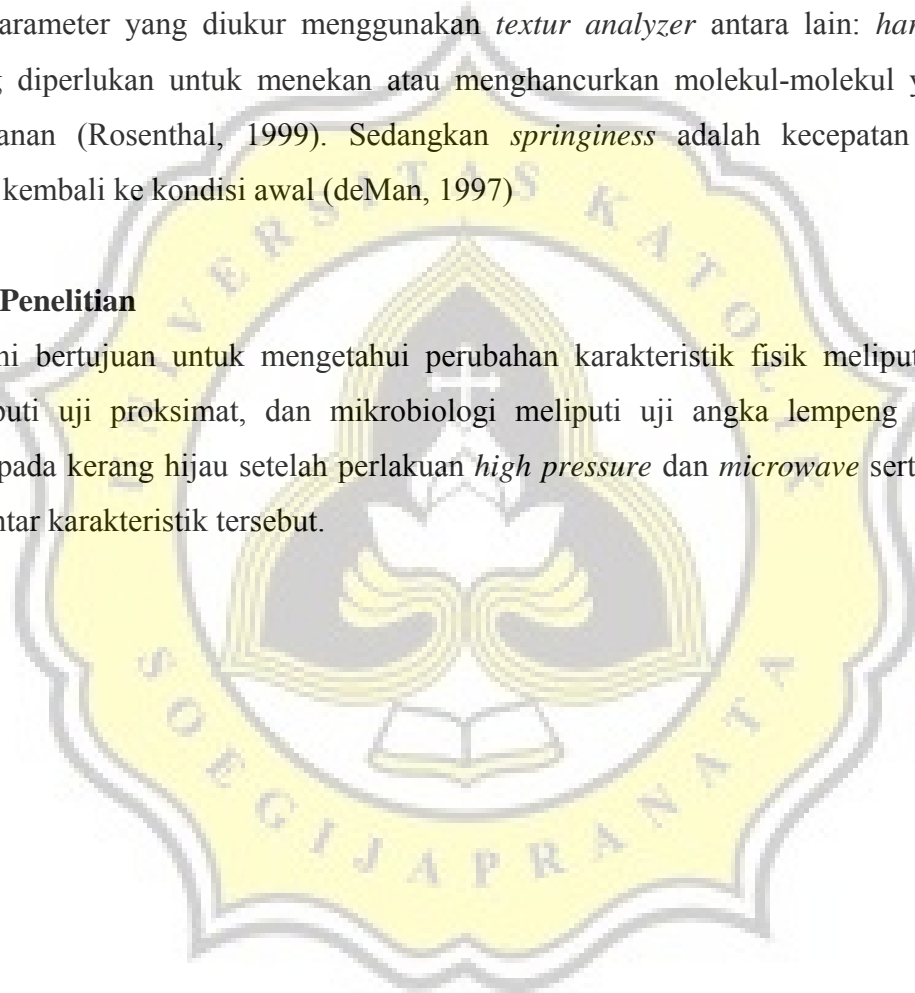 arameter yang diukur menggunakan textur analyzer antara lain: har
diperlukan untuk menekan atau menghancurkan molekul-molekul y
anan (Rosenthal, 1999). Sedangkan springiness adalah kecepatan
kembali ke kondisi awal (deMan, 1997)
Penelitian
ni bertujuan untuk mengetahui perubahan karakteristik fisik meliput
puti uji proksimat, dan mikrobiologi meliputi uji angka lempeng
pada kerang hijau setelah perlakuan high pressure dan microwave sert
ntar karakteristik tersebut.
UNIVERSITAS KATOLIK
SOEGIJAPRANATA